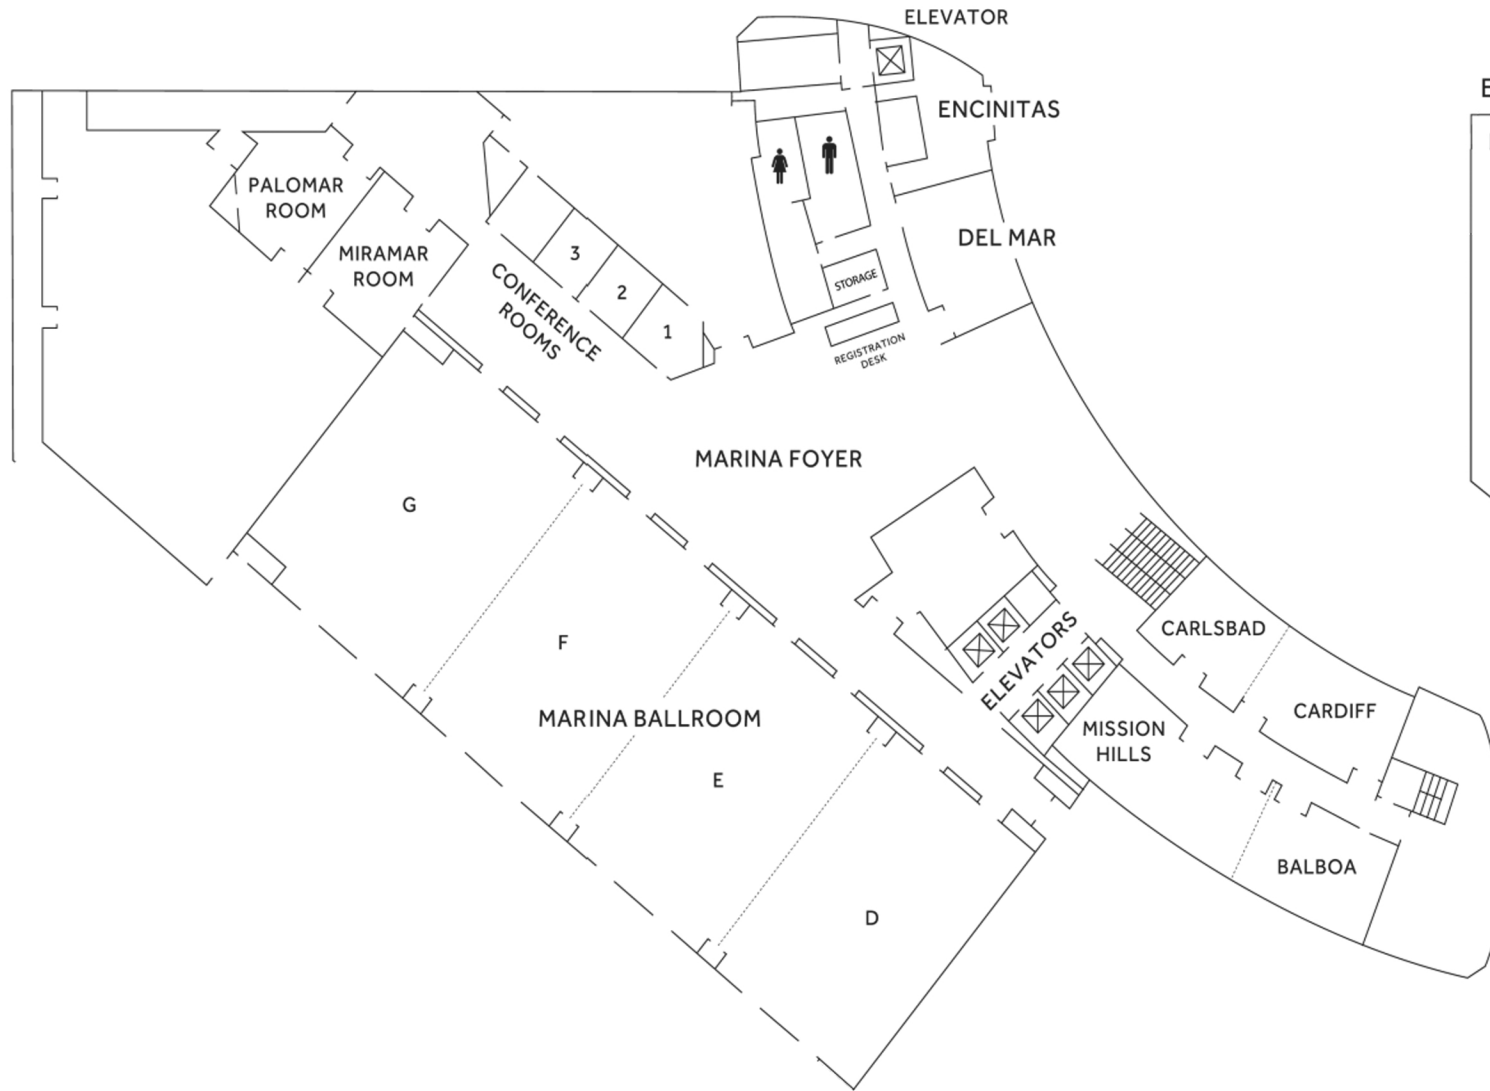 ELEVATOR
ENCINITAS
PALOMAR
ROOM
MIRAMAR
ROOM
DEL MAR
3
2
1
CONFERENCE
ROOMS
STORAGE
REGISTRATION
DESK
MARINA FOYER
G
F
MARINA BALLROOM
E
D
ELEVATORS
CARLSBAD
CARDIFF
MISSION
HILLS
BALBOA